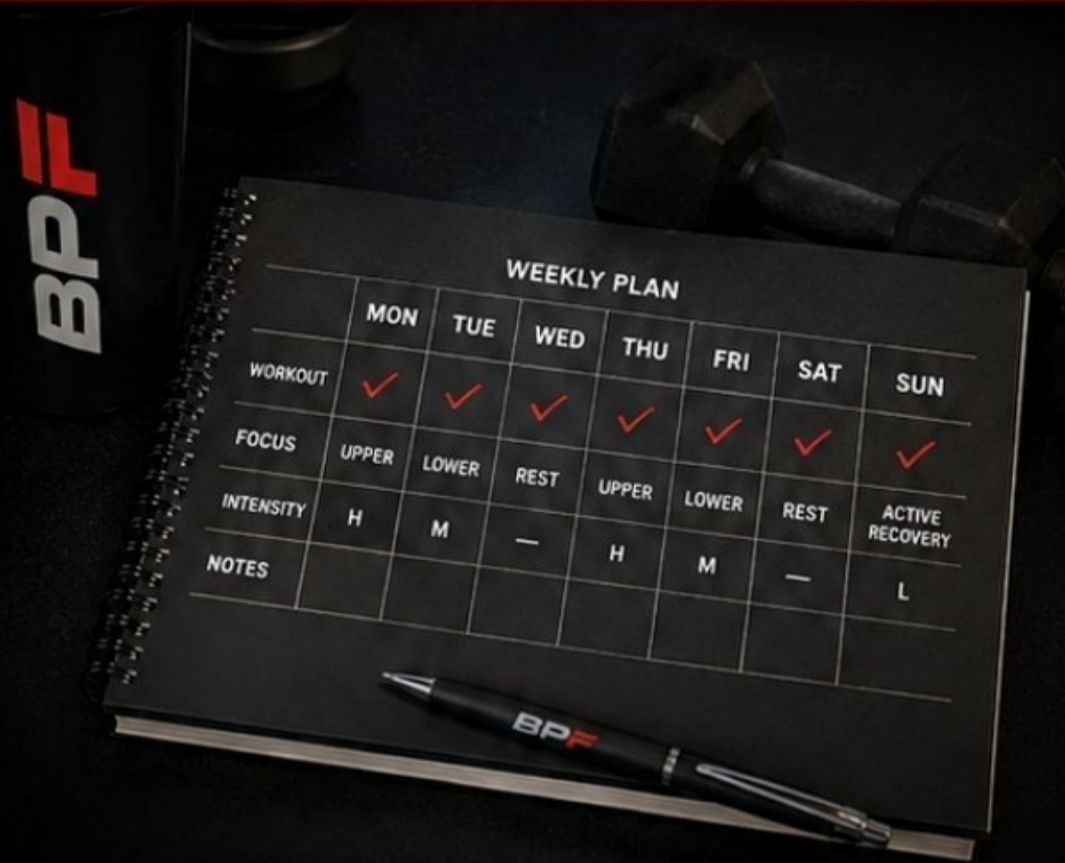 BPF
WEEKLY PLAN
MON TUE WED THU FRI SAT SUN
WORKOUT ✓ ✓ ✓ ✓ ✓ ✓ ✓
FOCUS UPPER LOWER REST UPPER LOWER REST ACTIVE RECOVERY
INTENSITY H M — H M — L
NOTES
BPF